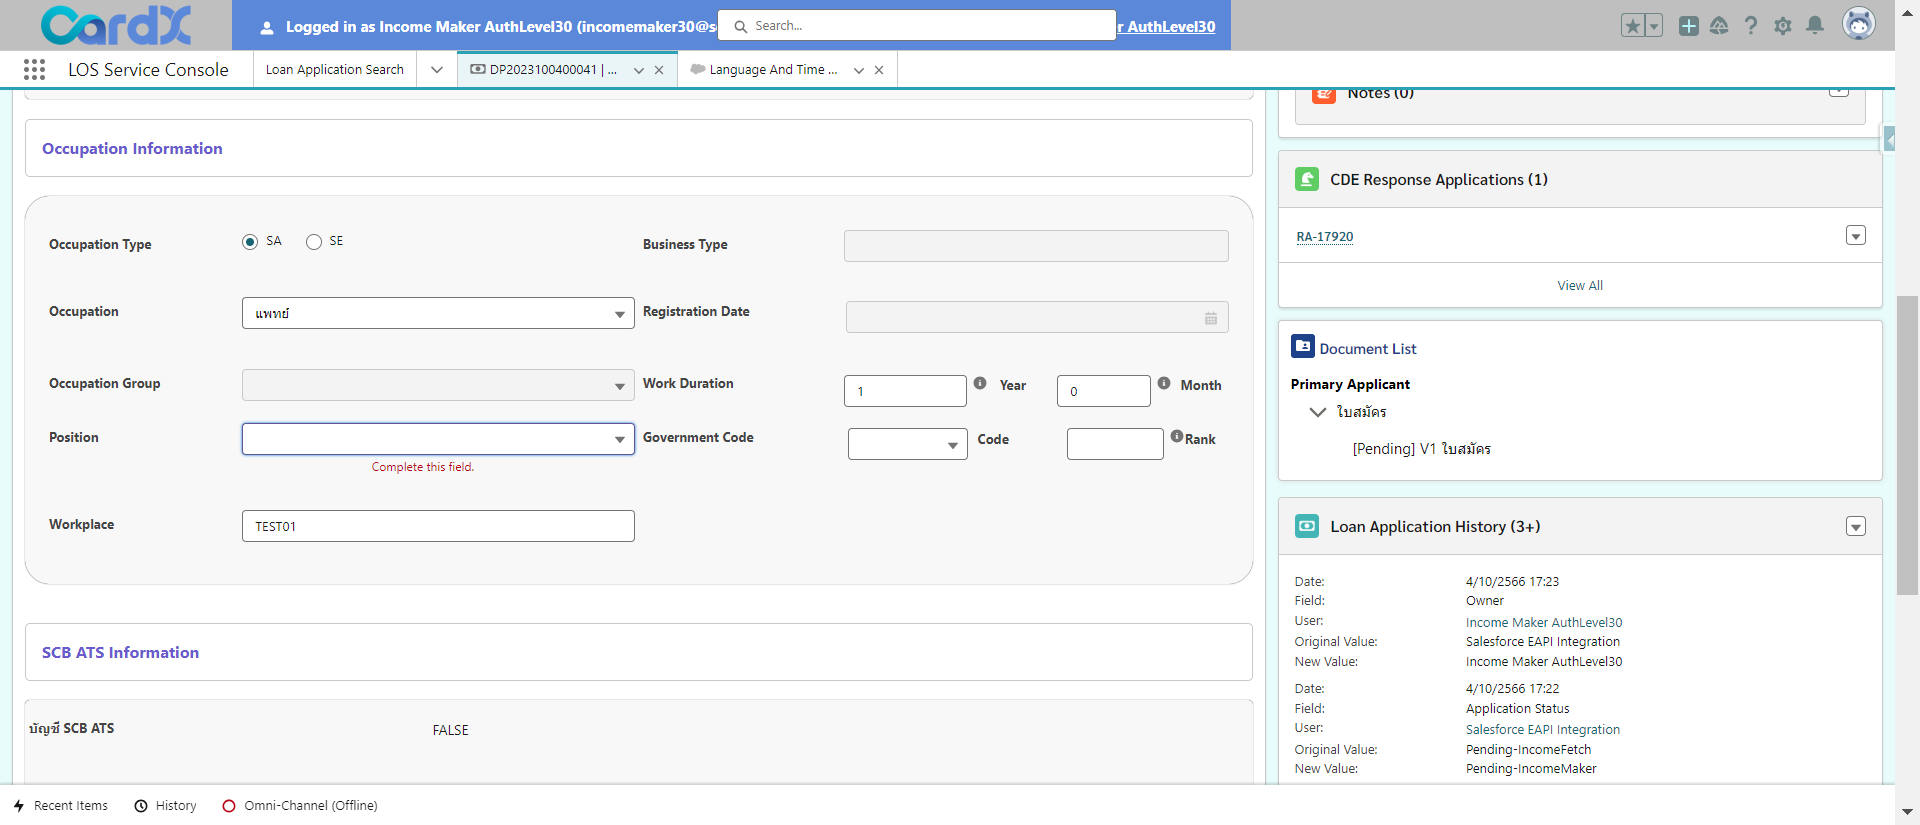 CardX
Logged in as Income Maker AuthLevel30 (incomemaker30@s
Search...
r AuthLevel30
LOS Service Console
Loan Application Search
DP2023100400041 | ...
Language And Time ...
Notes (0)
Occupation Information
CDE Response Applications (1)
RA-17920
View All
Occupation Type
SA
SE
Business Type
Occupation
แพทย์
Registration Date
Occupation Group
Work Duration
1
Year
0
Month
Position
Complete this field.
Government Code
Code
Rank
Workplace
TEST01
Document List
Primary Applicant
ใบสมัคร
[Pending] V1 ใบสมัคร
SCB ATS Information
บัญชี SCB ATS
FALSE
Loan Application History (3+)
Date: 4/10/2566 17:23
Field: Owner
User: Income Maker AuthLevel30
Original Value: Salesforce EAPI Integration
New Value: Income Maker AuthLevel30
Date: 4/10/2566 17:22
Field: Application Status
User: Salesforce EAPI Integration
Original Value: Pending-IncomeFetch
New Value: Pending-IncomeMaker
Recent Items
History
Omni-Channel (Offline)